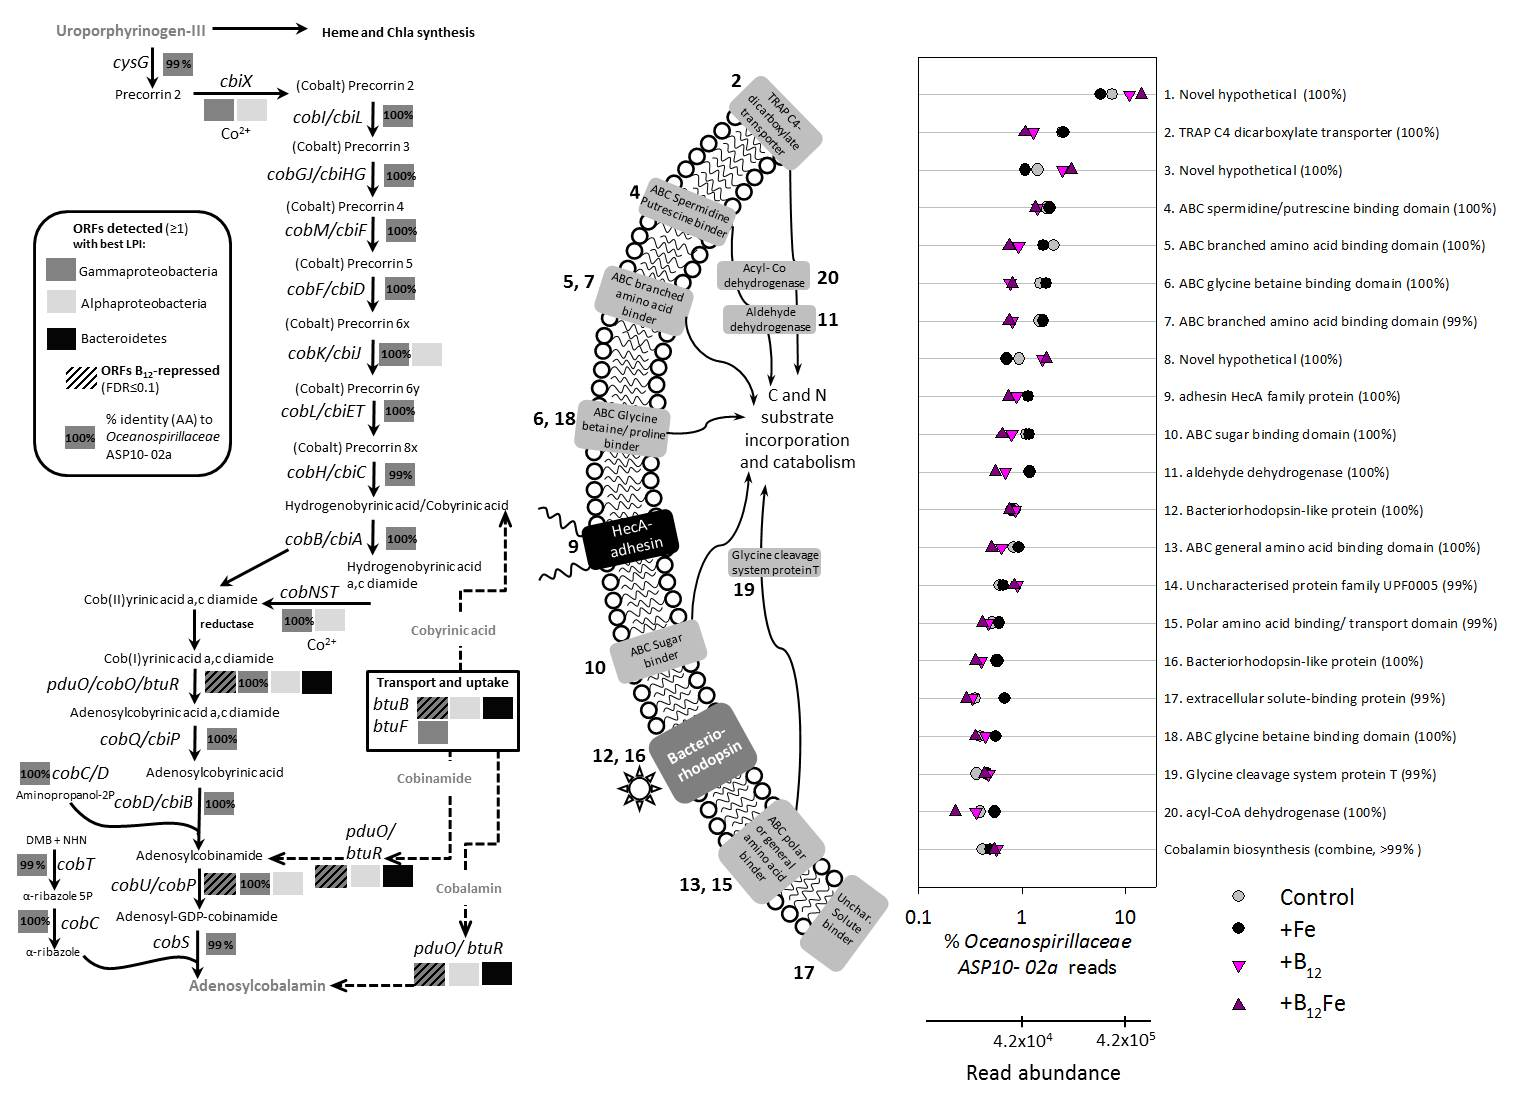 Uroporphyrinogen-III
Heme and Chla synthesis
cysG
99 %
Precorrin 2
cbiX
Co2+
(Cobalt) Precorrin 2
cobI/cbiL
100%
(Cobalt) Precorrin 3
cobGJ/cbiHG
100%
(Cobalt) Precorrin 4
cobM/cbiF
100%
(Cobalt) Precorrin 5
cobF/cbiD
100%
(Cobalt) Precorrin 6x
cobK/cbiJ
100%
(Cobalt) Precorrin 6y
cobL/cbiET
100%
(Cobalt) Precorrin 8x
cobH/cbiC
99%
Hydrogenobyrinic acid/Cobyrinic acid
cobB/cbiA
100%
Hydrogenobyrinic acid
a,c diamide
cobNST
100%
Co2+
Cob(II)yrinic acid a,c diamide
reductase
Cob(I)yrinic acid a,c diamide
pduO/cobO/btuR
100%
Adenosylcobyrinic acid a,c diamide
cobQ/cbiP
100%
Adenosylcobyrinic acid
100%
cobC/D
Aminopropanol-2P
cobD/cbiB
100%
DMB + NHN
99 %
cobT
α-ribazole 5P
100%
cobC
α-ribazole
Adenosylcobinamide
cobU/cobP
100%
Adenosyl-GDP-cobinamide
cobS
99 %
Adenosylcobalamin
ORFs detected (≥1)
with best LPI:
Gammaproteobacteria
Alphaproteobacteria
Bacteroidetes
ORFs B12-repressed
(FDR≤0.1)
100%
% identity (AA) to
Oceanospirillaceae
ASP10- 02a
Cobyrinic acid
Transport and uptake
btuB
btuF
Cobinamide
pduO/
btuR
Cobalamin
pduO/ btuR
2
TRAP C4-
dicarboxylate
transporter
4
ABC Spermidine
Putrescine binder
5, 7
ABC branched
amino acid
binder
Acyl- Co
dehydrogenase
20
Aldehyde
dehydrogenase
11
6, 18
ABC Glycine
betaine/ proline
binder
C and N
substrate
incorporation
and catabolism
9
HecA-
adhesin
Glycine cleavage
system protein T
19
10
ABC Sugar
binder
12, 16
Bacterio-
rhodopsin
13, 15
ABC polar
or general
amino acid
binder
17
Unchar.
Solute
binder
1. Novel hypothetical (100%)
2. TRAP C4 dicarboxylate transporter (100%)
3. Novel hypothetical (100%)
4. ABC spermidine/putrescine binding domain (100%)
5. ABC branched amino acid binding domain (100%)
6. ABC glycine betaine binding domain (100%)
7. ABC branched amino acid binding domain (99%)
8. Novel hypothetical (100%)
9. adhesin HecA family protein (100%)
10. ABC sugar binding domain (100%)
11. aldehyde dehydrogenase (100%)
12. Bacteriorhodopsin-like protein (100%)
13. ABC general amino acid binding domain (100%)
14. Uncharacterised protein family UPF0005 (99%)
15. Polar amino acid binding/ transport domain (99%)
16. Bacteriorhodopsin-like protein (100%)
17. extracellular solute-binding protein (99%)
18. ABC glycine betaine binding domain (100%)
19. Glycine cleavage system protein T (99%)
20. acyl-CoA dehydrogenase (100%)
Cobalamin biosynthesis (combine, >99% )
0.1 1 10
% Oceanospirillaceae
ASP10- 02a reads
4.2x10⁴ 4.2x10⁵
Read abundance
Control
+Fe
+B12
+B12Fe